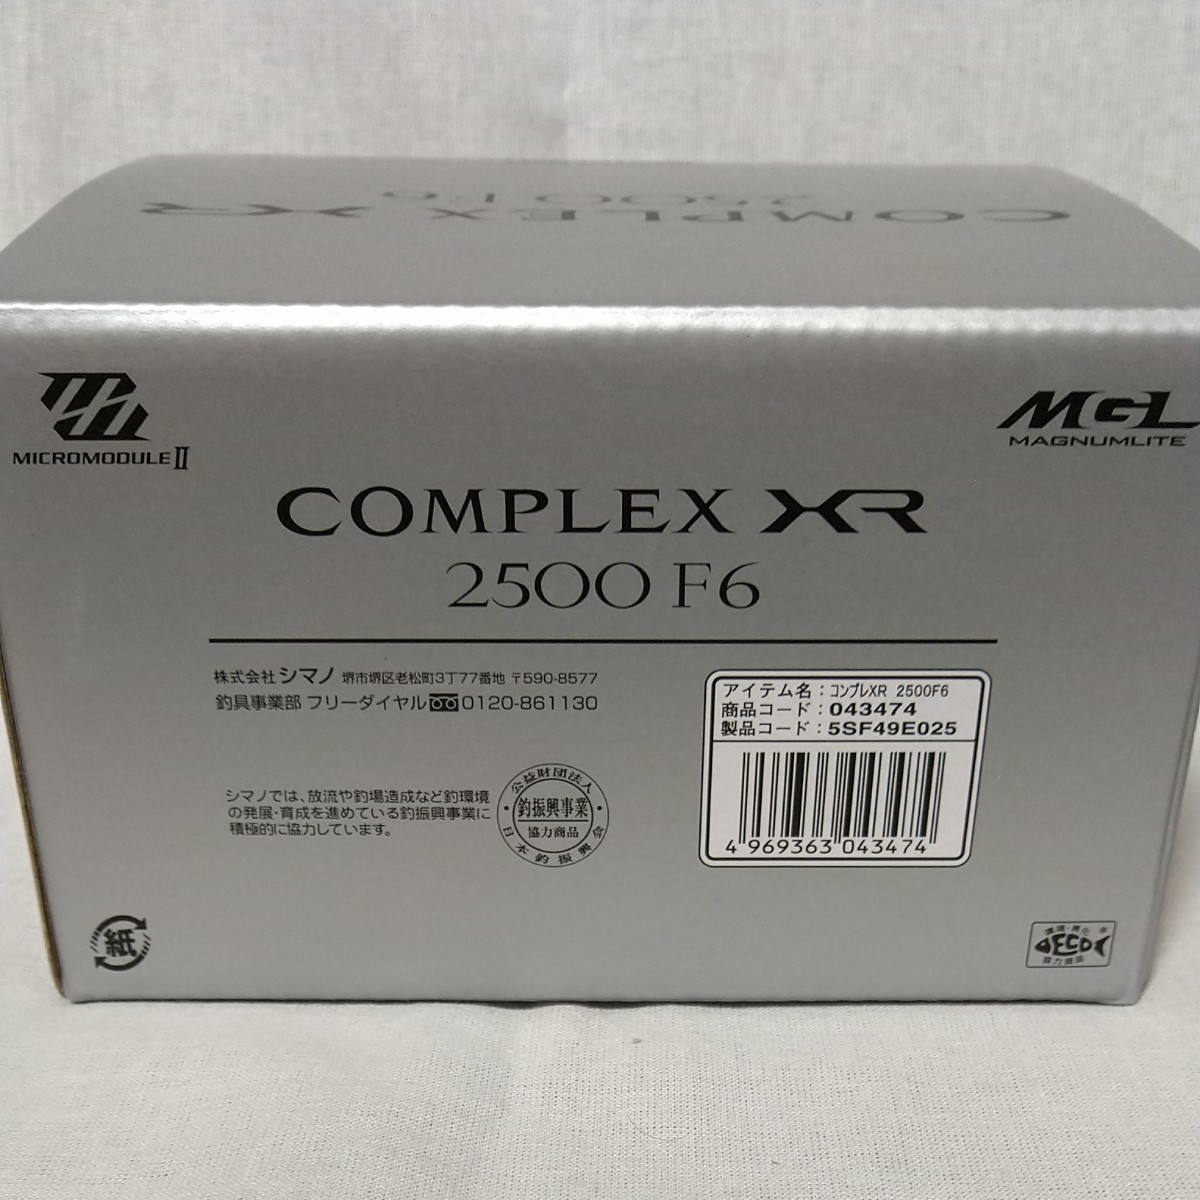 COMPLEX XR
2500 F6
MICROMODULE II
MGL
MAGNUMLITE
COMPLEX XR
2500 F6
株式会社シマノ 堺市堺区老松町3丁77番地 〒590-8577
釣具事業部 フリーダイヤル 0120-861130
アイテム名：コンプレXR 2500F6
商品コード：043474
製品コード：5SF49E025
4 969363 043474
シマノでは、放流や釣場造成など釣環境
の発展・育成を進めている釣振興事業に
積極的に協力しています。
公益財団法人
釣振興事業
協力商品
日本釣振興会
紙
ECO